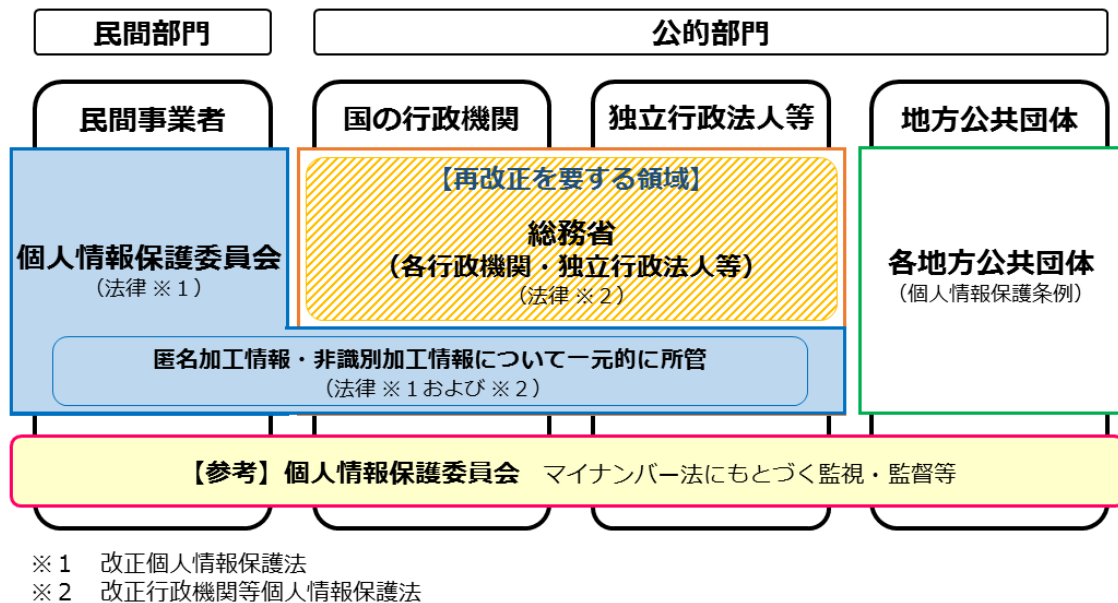 民間部門
公的部門
民間事業者
国の行政機関
独立行政法人等
地方公共団体
個人情報保護委員会
（法律 ※１）
【再改正を要する領域】
総務省
（各行政機関・独立行政法人等）
（法律 ※２）
各地方公共団体
（個人情報保護条例）
匿名加工情報・非識別加工情報について一元的に所管
（法律 ※１および ※２）
【参考】個人情報保護委員会　マイナンバー法にもとづく監視・監督等
※１　改正個人情報保護法
※２　改正行政機関等個人情報保護法